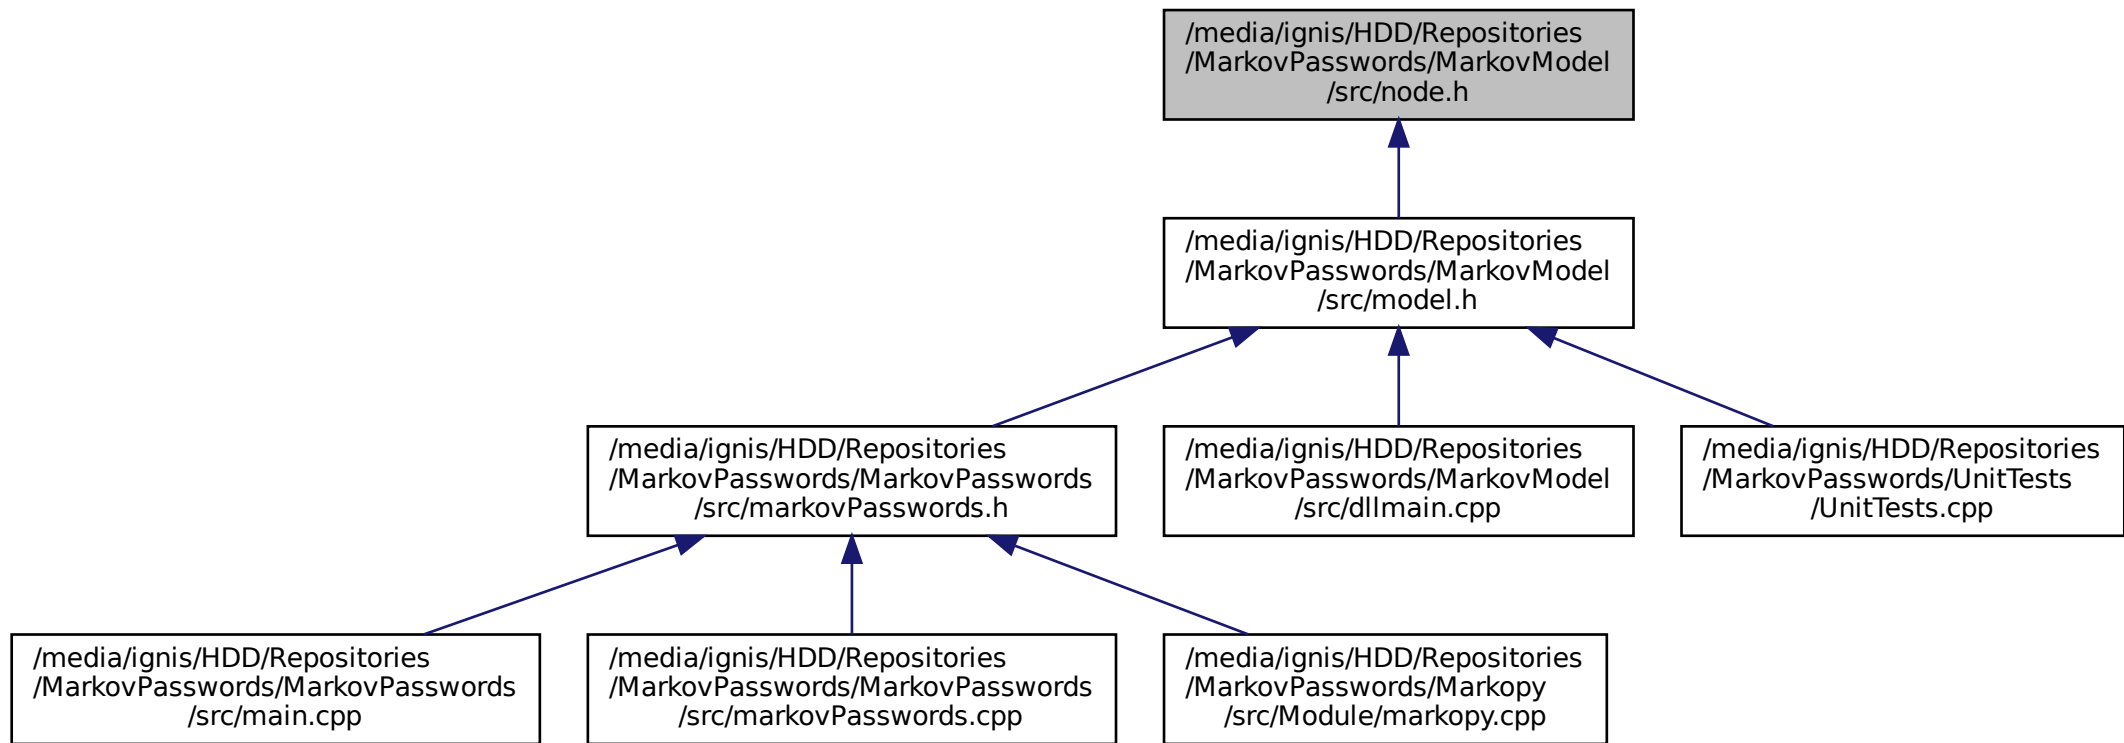 /media/ignis/HDD/Repositories
/MarkovPasswords/MarkovModel
/src/node.h
/media/ignis/HDD/Repositories
/MarkovPasswords/MarkovModel
/src/model.h
/media/ignis/HDD/Repositories
/MarkovPasswords/MarkovPasswords
/src/markovPasswords.h
/media/ignis/HDD/Repositories
/MarkovPasswords/MarkovModel
/src/dllmain.cpp
/media/ignis/HDD/Repositories
/MarkovPasswords/UnitTests
/UnitTests.cpp
/media/ignis/HDD/Repositories
/MarkovPasswords/MarkovPasswords
/src/main.cpp
/media/ignis/HDD/Repositories
/MarkovPasswords/MarkovPasswords
/src/markovPasswords.cpp
/media/ignis/HDD/Repositories
/MarkovPasswords/Markopy
/src/Module/markopy.cpp